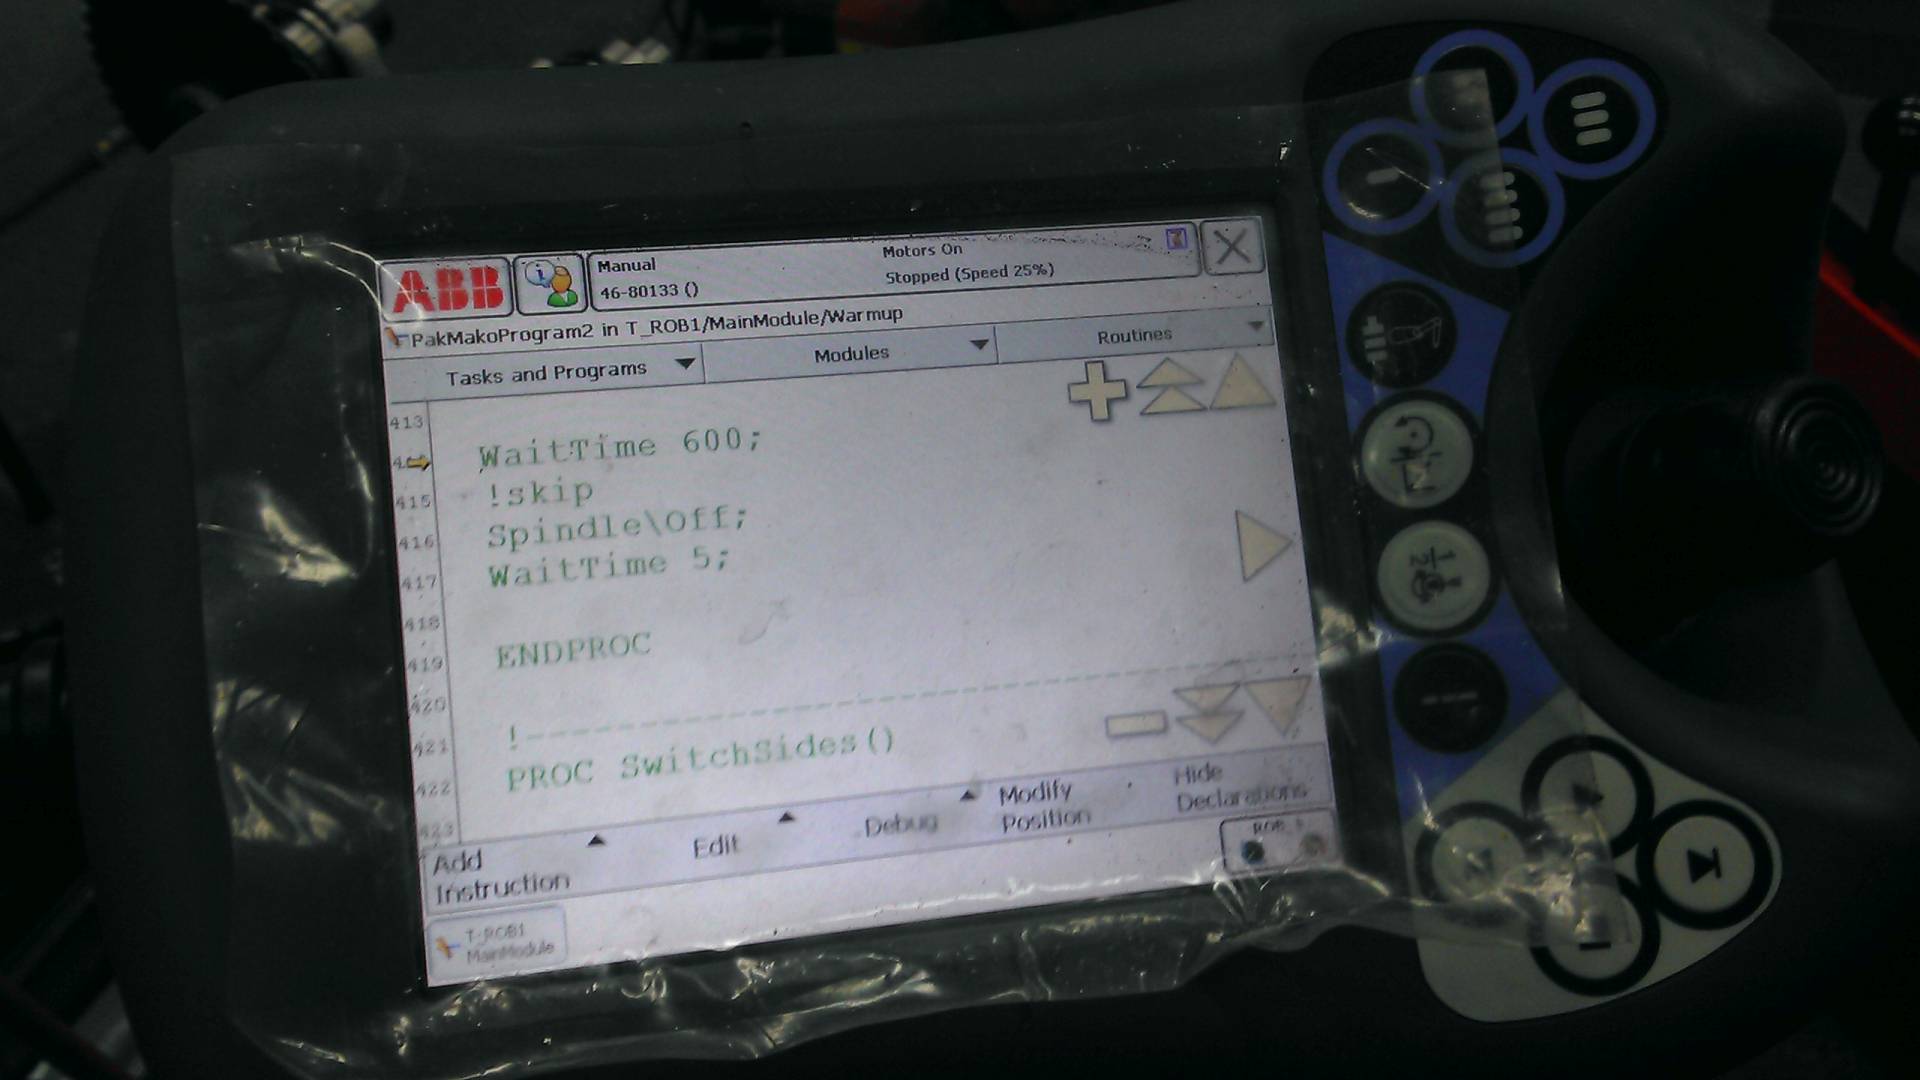 ABB
Manual
46-80133 ()
Motors On
Stopped (Speed 25%)
PakMakoProgram2 in T_ROB1/MainModule/Warmup
Tasks and Programs
Modules
Routines
413
WaitTime 600;
415
!skip
416
Spindle\Off;
417
WaitTime 5;
418
419
ENDPROC
420
421
!--------------------------------
422
PROC SwitchSides()
423
Add Instruction
Edit
Debug
Modify Position
Hide Declarations
T_ROB1
MainModule